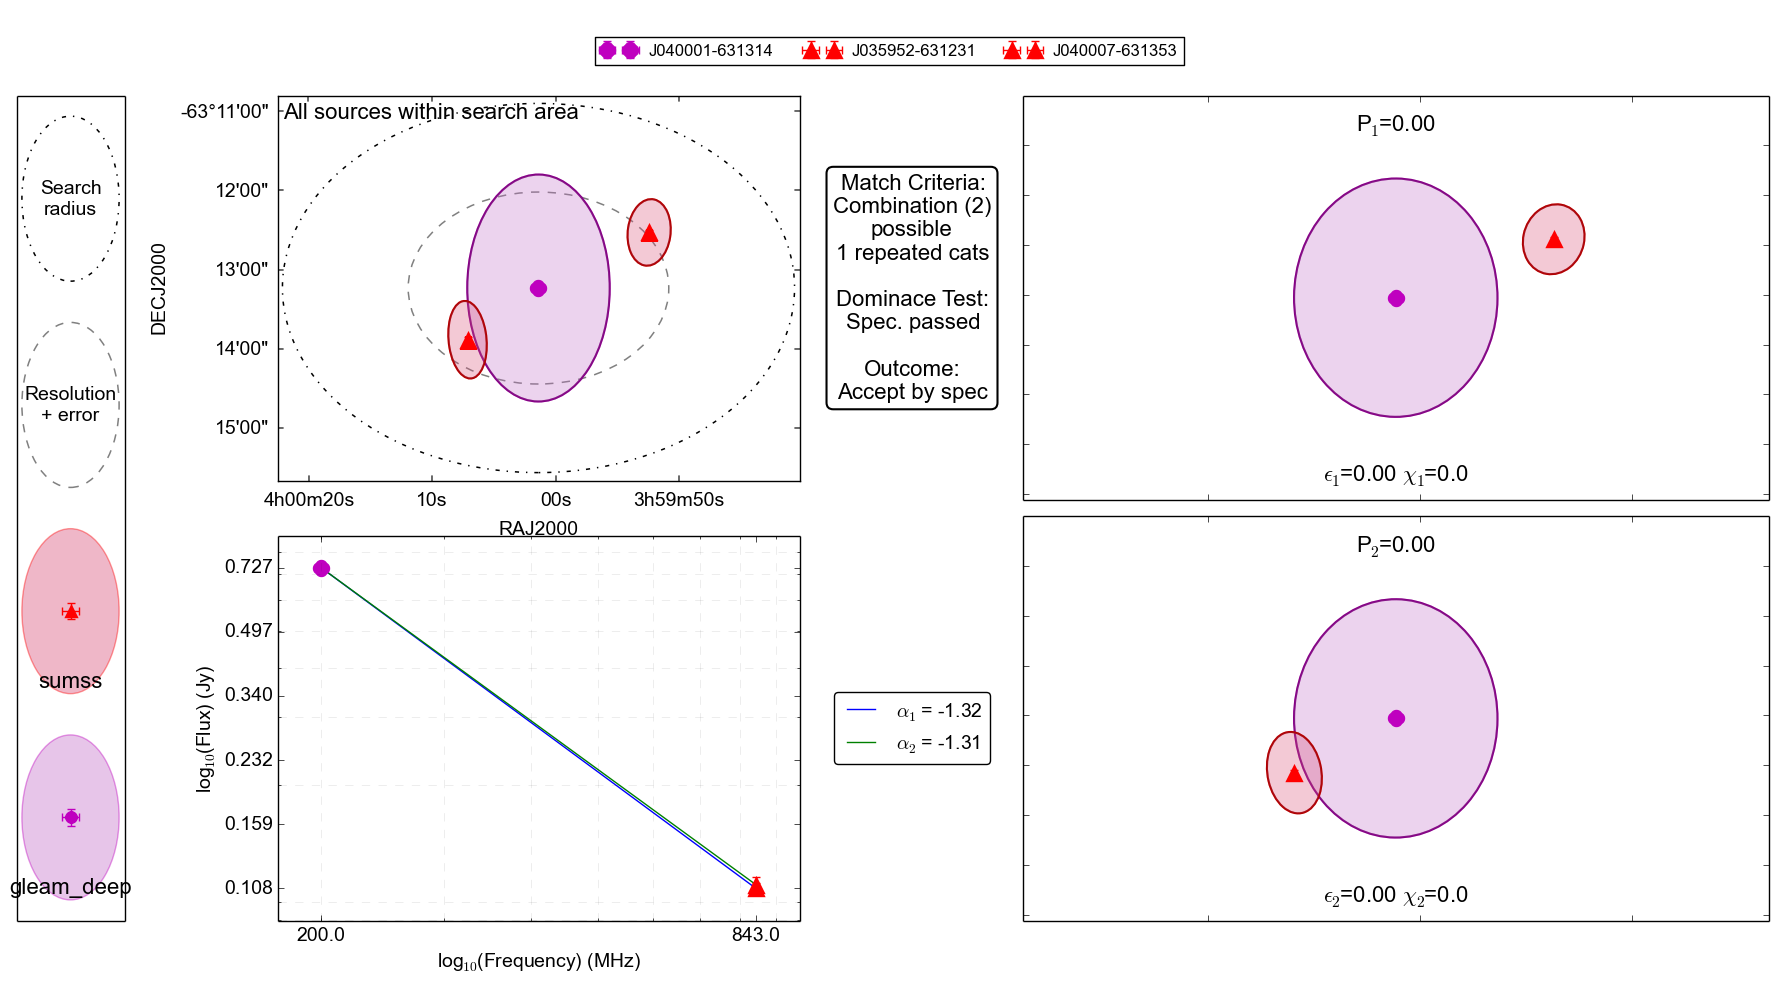 J040001-631314 J035952-631231 J040007-631353
Search
radius
Resolution
+ error
sumss
gleam_deep
All sources within search area
DECJ2000
-63°11'00"
12'00"
13'00"
14'00"
15'00"
4h00m20s 10s 00s 3h59m50s
RAJ2000
Match Criteria:
Combination (2)
possible
1 repeated cats
Dominace Test:
Spec. passed
Outcome:
Accept by spec
P₁=0.00
ϵ₁=0.00 χ₁=0.0
log₁₀(Flux) (Jy)
0.727
0.497
0.340
0.232
0.159
0.108
200.0 843.0
log₁₀(Frequency) (MHz)
α₁ = -1.32
α₂ = -1.31
P₂=0.00
ϵ₂=0.00 χ₂=0.0